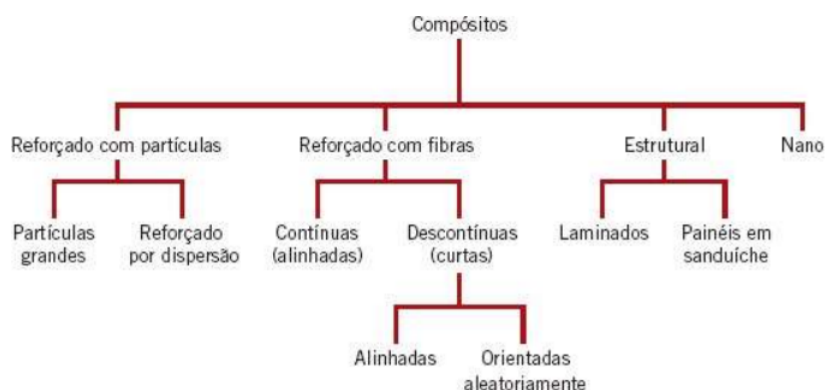 Compósitos
Reforçado com partículas
Reforçado com fibras
Estrutural
Nano
Partículas
grandes
Reforçado
por dispersão
Contínuas
(alinhadas)
Descontínuas
(curtas)
Laminados
Painéis em
sanduíche
Alinhadas
Orientadas
aleatoriamente